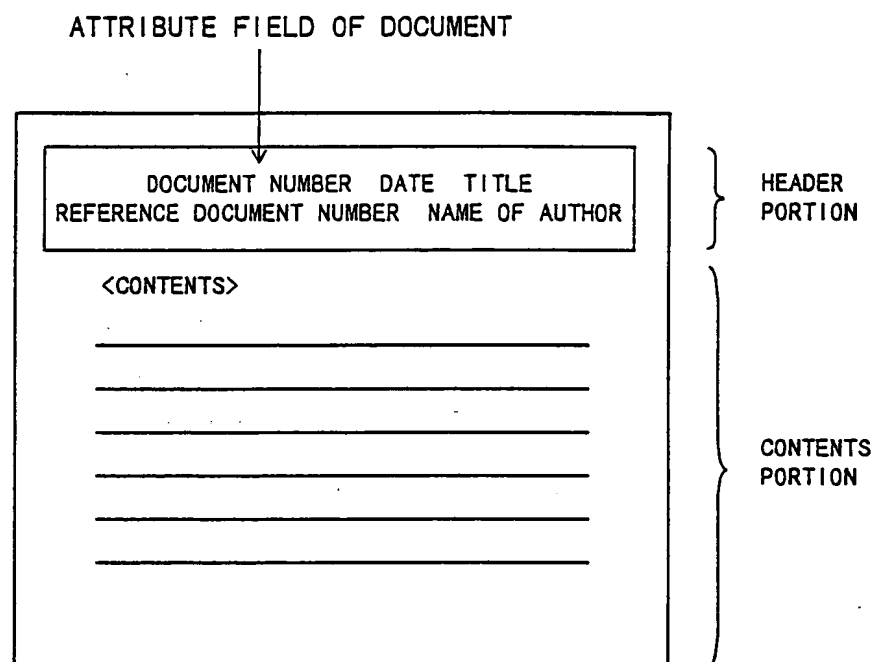 ATTRIBUTE FIELD OF DOCUMENT
DOCUMENT NUMBER DATE TITLE
REFERENCE DOCUMENT NUMBER NAME OF AUTHOR
HEADER
PORTION
<CONTENTS>
CONTENTS
PORTION